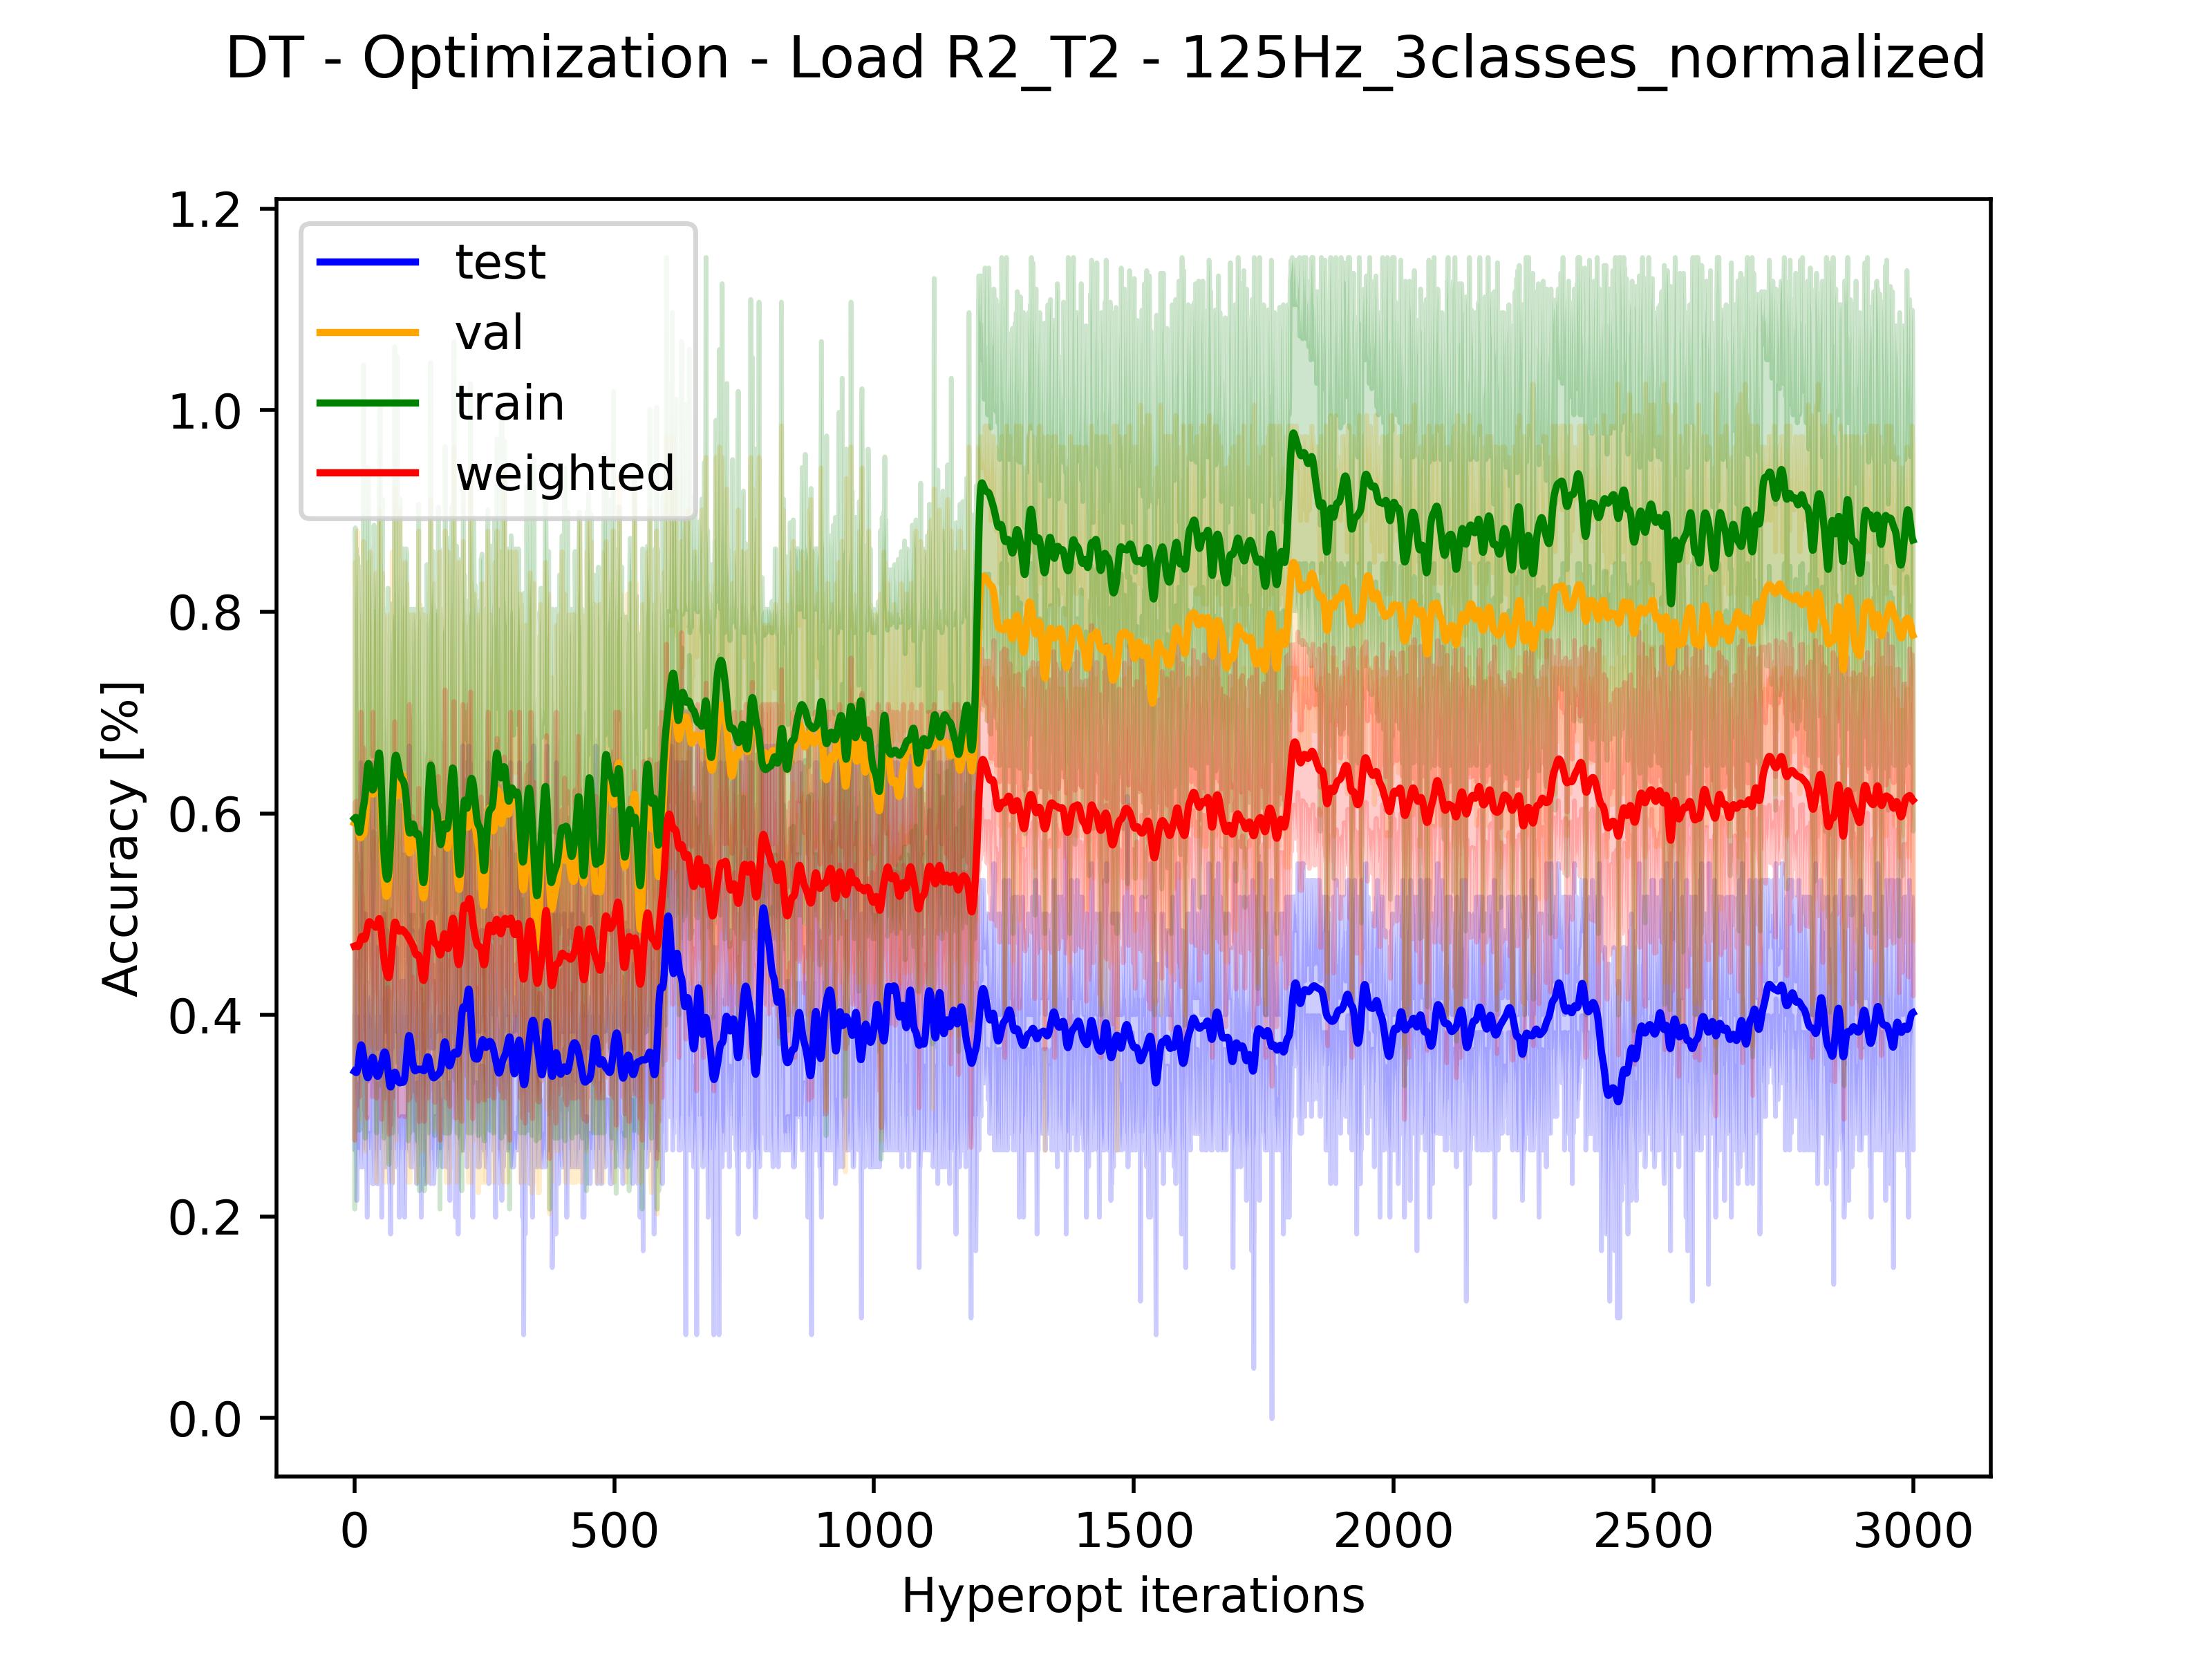 DT - Optimization - Load R2_T2 - 125Hz_3classes_normalized
1.2
1.0
0.8
0.6
0.4
0.2
0.0
Accuracy [%]
test
val
train
weighted
0 500 1000 1500 2000 2500 3000
Hyperopt iterations